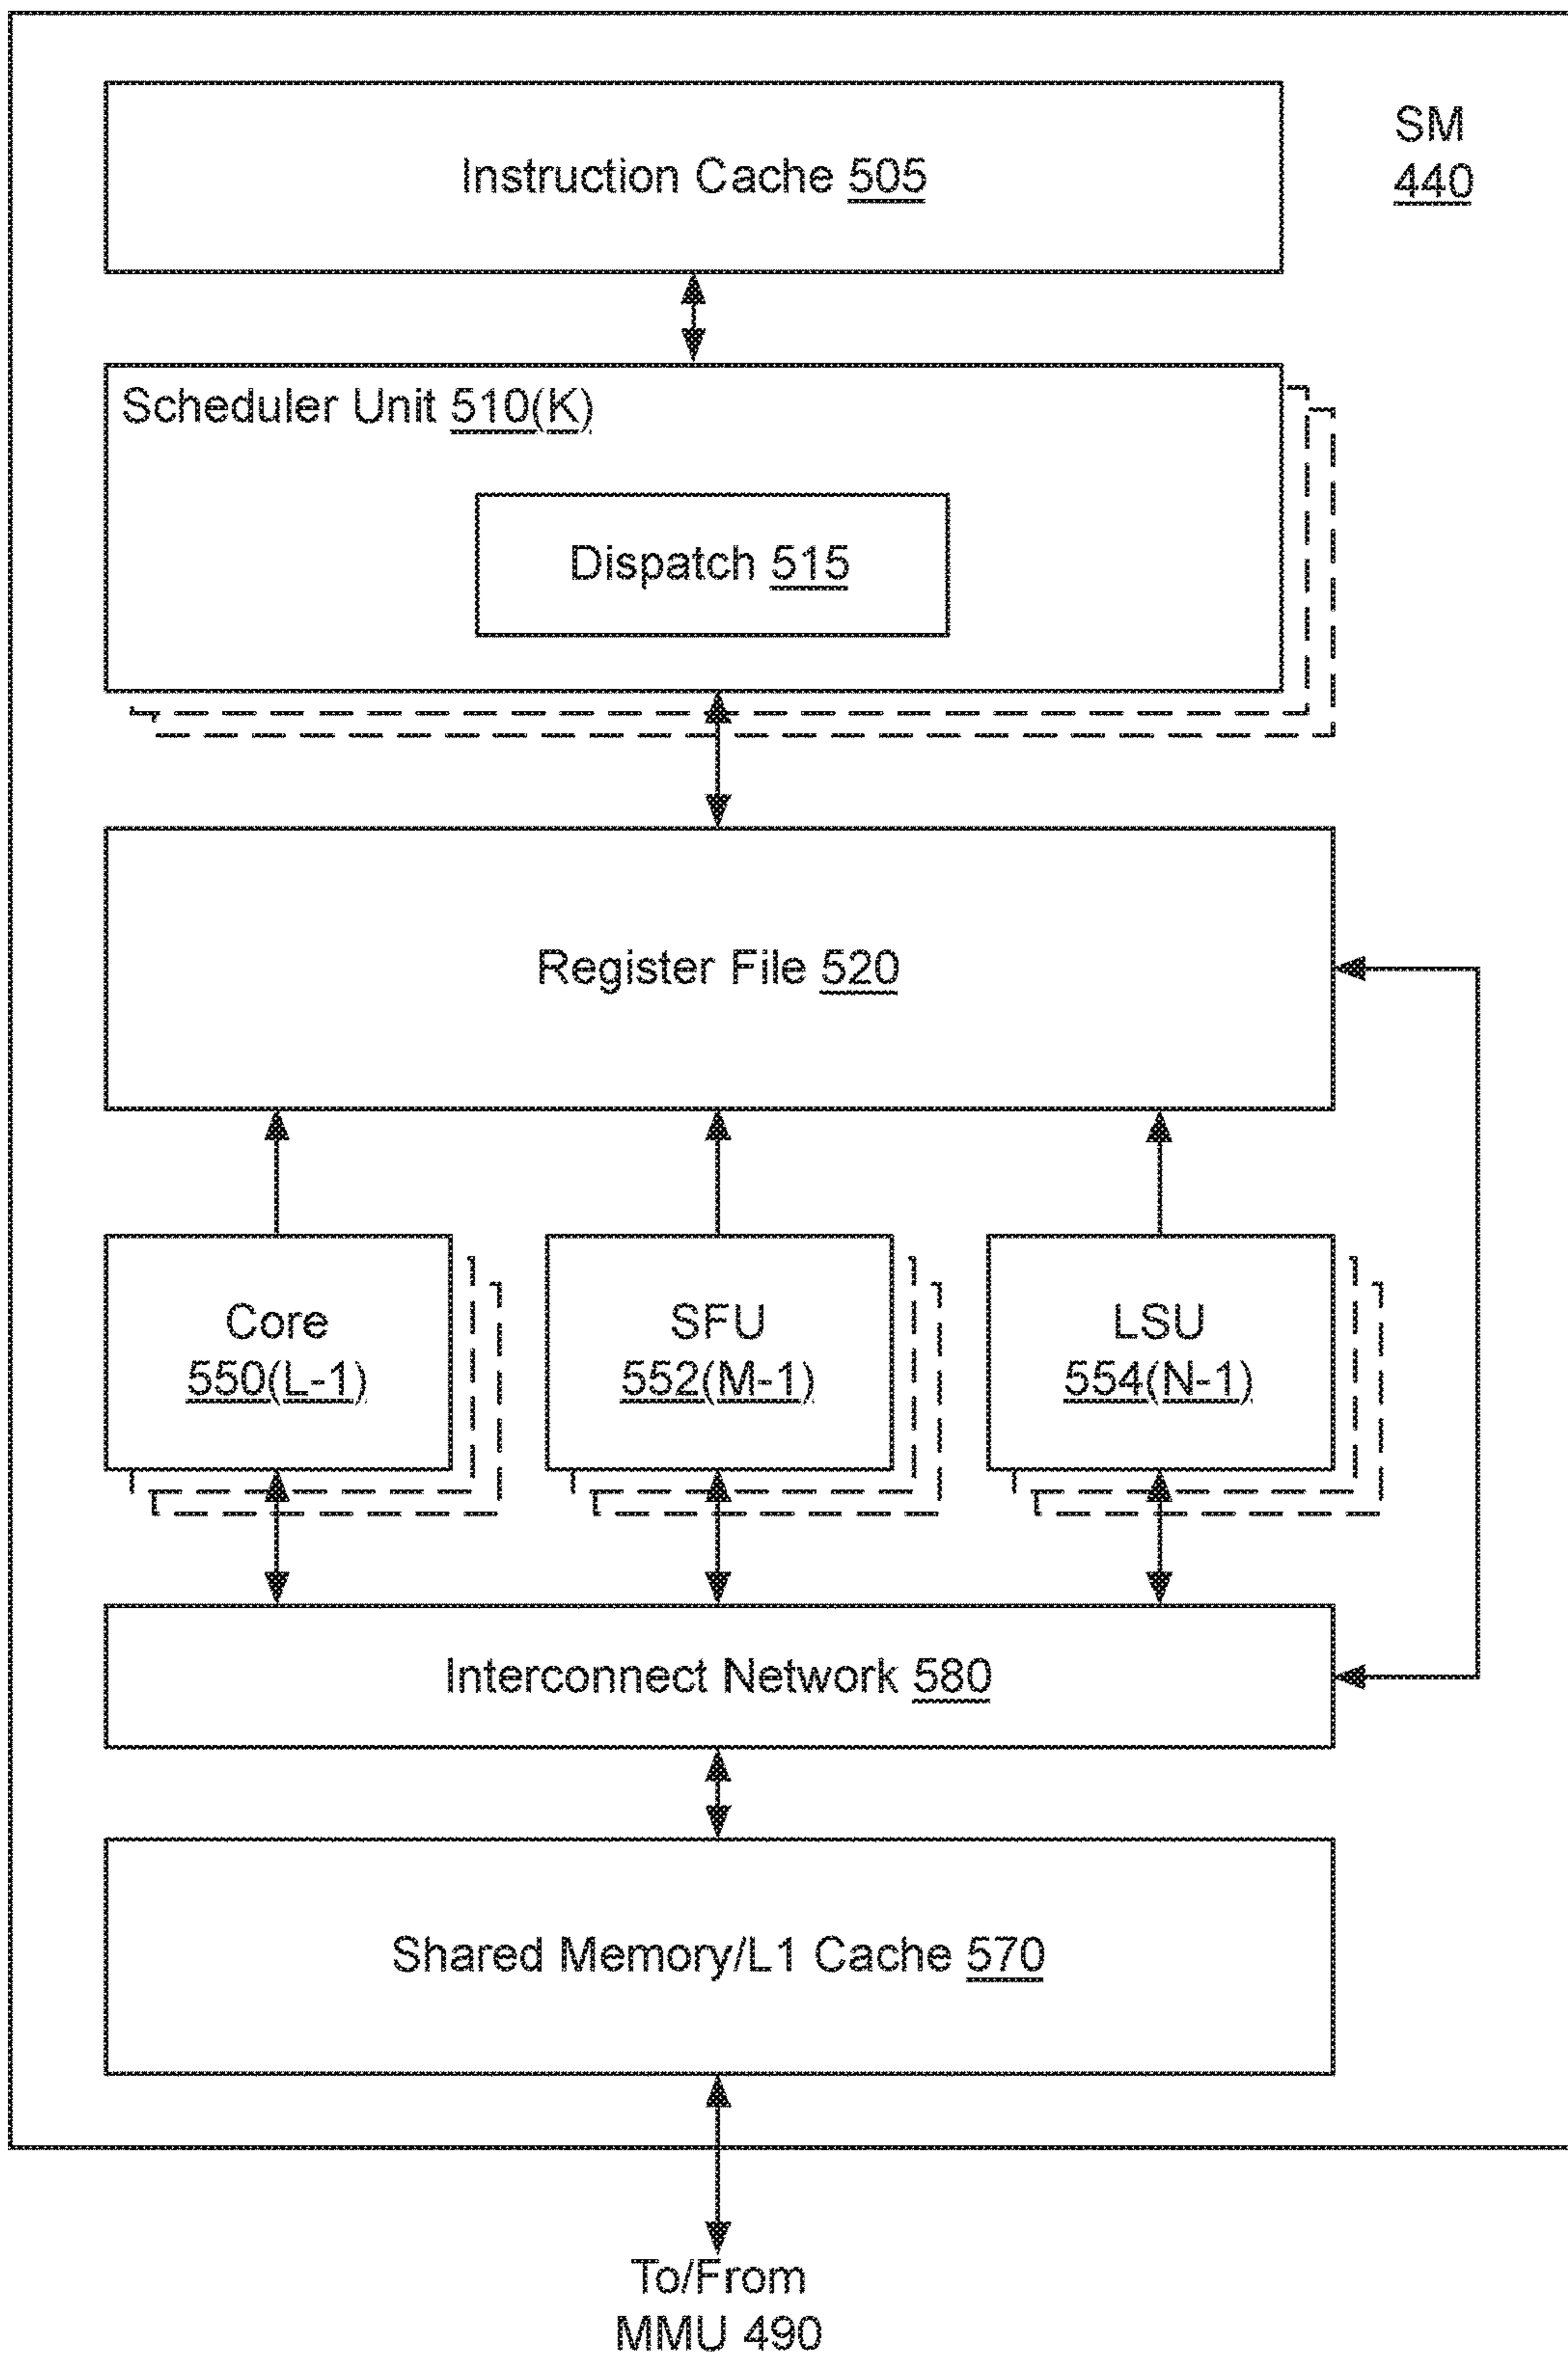 SM
440
Instruction Cache 505
Scheduler Unit 510(K)
Dispatch 515
Register File 520
Core
550(L-1)
SFU
552(M-1)
LSU
554(N-1)
Interconnect Network 580
Shared Memory/L1 Cache 570
To/From
MMU 490